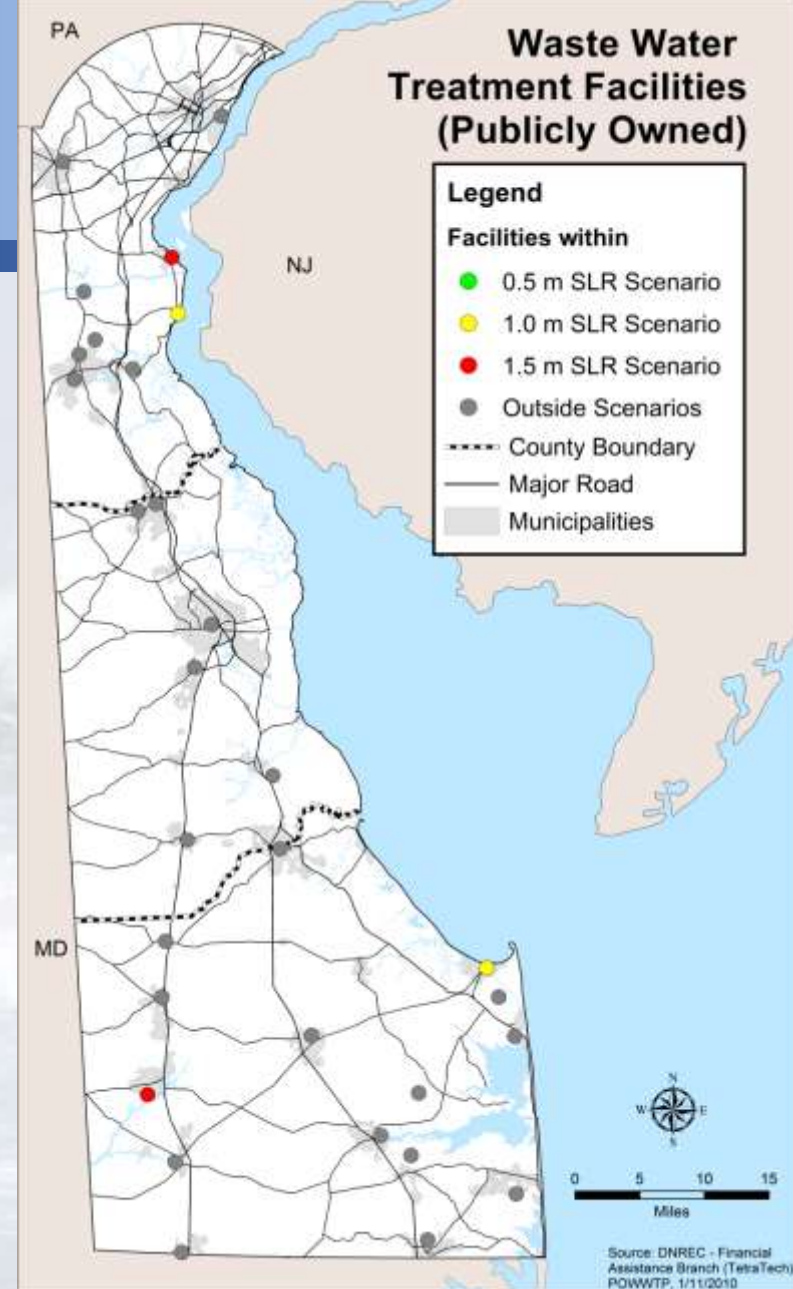 PA
Waste Water
Treatment Facilities
(Publicly Owned)
Legend
Facilities within
0.5 m SLR Scenario
1.0 m SLR Scenario
1.5 m SLR Scenario
Outside Scenarios
County Boundary
Major Road
Municipalities
NJ
MD
N
W E
S
0 5 10 15
Miles
Source: DNREC - Financial
Assistance Branch (TetraTech)
POWWTP, 1/11/2010